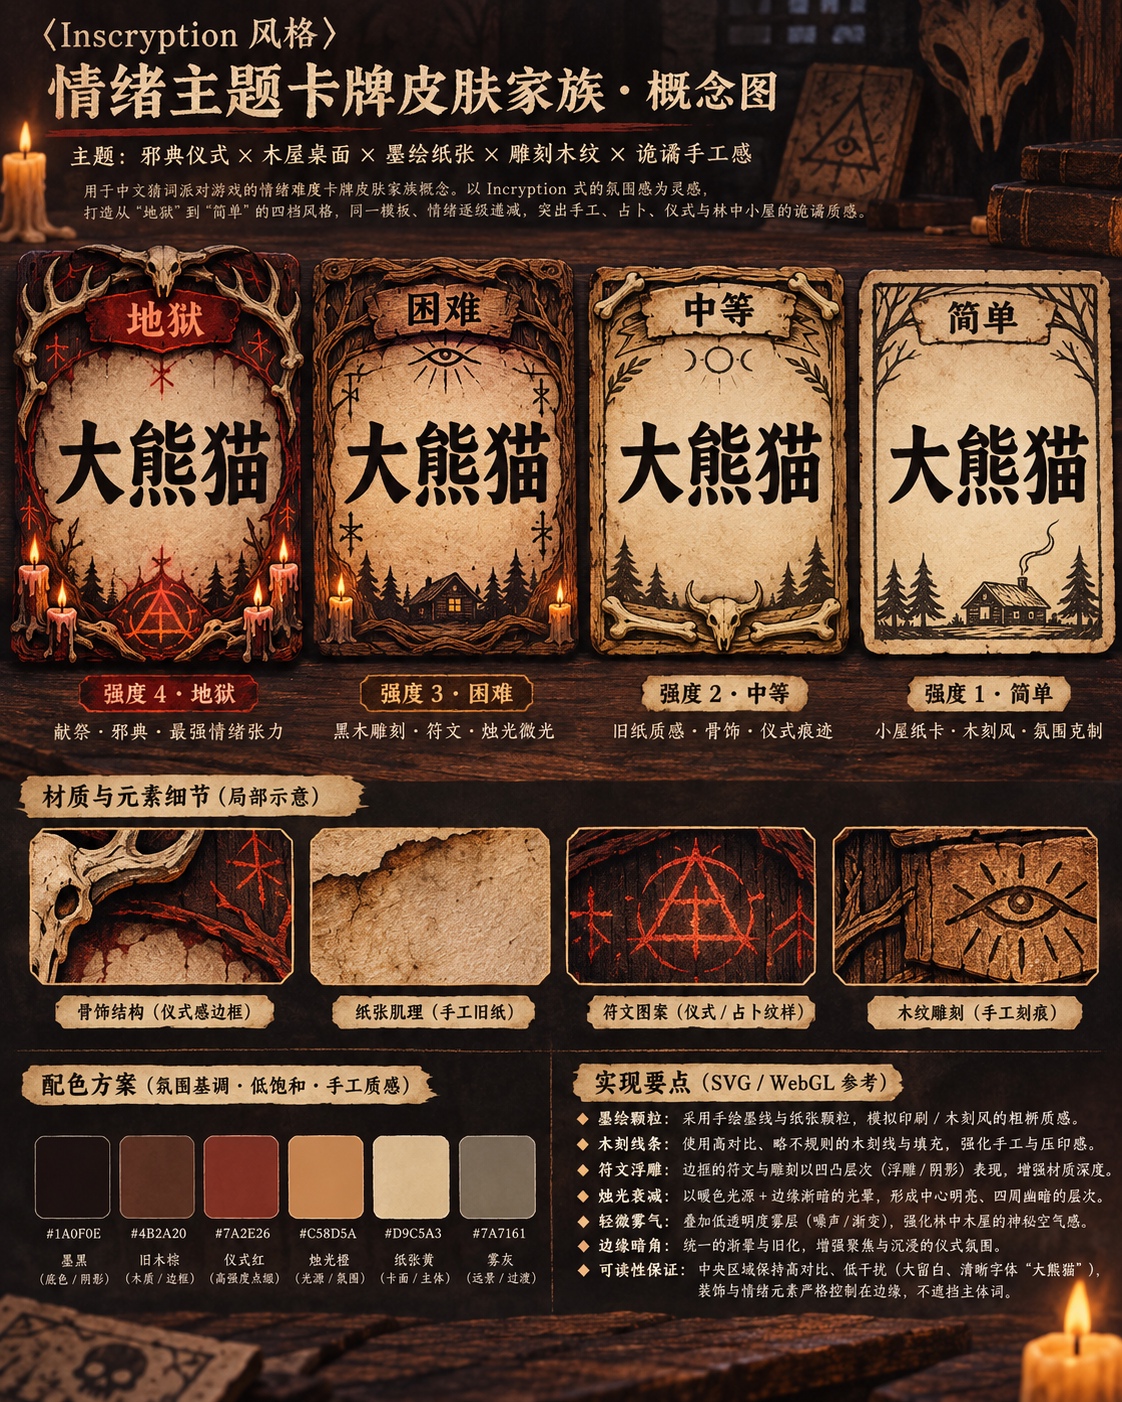 〈Inscryption 风格〉
情绪主题卡牌皮肤家族・概念图
主题：邪典仪式 × 木屋桌面 × 墨绘纸张 × 雕刻木纹 × 诡谲手工感
用于中文猜词派对游戏的情绪难度卡牌皮肤家族概念。以 Incryption 式的氛围感为灵感，
打造从“地狱”到“简单”的四档风格，同一模板、情绪逐级递减，突出手工、占卜、仪式与林中小屋的诡谲质感。
地狱
困难
中等
简单
大熊猫
大熊猫
大熊猫
大熊猫
强度 4・地狱
强度 3・困难
强度 2・中等
强度 1・简单
献祭・邪典・最强情绪张力
黑木雕刻・符文・烛光微光
旧纸质感・骨饰・仪式痕迹
小屋纸卡・木刻风・氛围克制
材质与元素细节（局部示意）
骨饰结构（仪式感边框）
纸张肌理（手工旧纸）
符文图案（仪式 / 占卜纹样）
木纹雕刻（手工刻痕）
配色方案（氛围基调・低饱和・手工质感）
#1A0F0E
#4B2A20
#7A2E26
#C58D5A
#D9C5A3
#7A7161
墨黑
旧木棕
仪式红
烛光橙
纸张黄
雾灰
（底色 / 阴影）
（木质 / 边框）
（高强度点缀）
（光源 / 氛围）
（卡面 / 主体）
（远景 / 过渡）
实现要点（SVG / WebGL 参考）
墨绘颗粒： 采用手绘墨线与纸张颗粒，模拟印刷 / 木刻风的粗粝质感。
木刻线条： 使用高对比、略不规则的木刻线与填充，强化手工与压印感。
符文浮雕： 边框的符文与雕刻以凹凸层次（浮雕 / 阴影）表现，增强材质深度。
烛光衰减： 以暖色光源 + 边缘渐暗的光晕，形成中心明亮、四周幽暗的层次。
轻微雾气： 叠加低透明度雾层（噪声 / 渐变），强化林中木屋的神秘空气感。
边缘暗角： 统一的渐晕与旧化，增强聚焦与沉浸的仪式氛围。
可读性保证： 中央区域保持高对比、低干扰（大留白、清晰字体“大熊猫”），
装饰与情绪元素严格控制在边缘，不遮挡主体词。